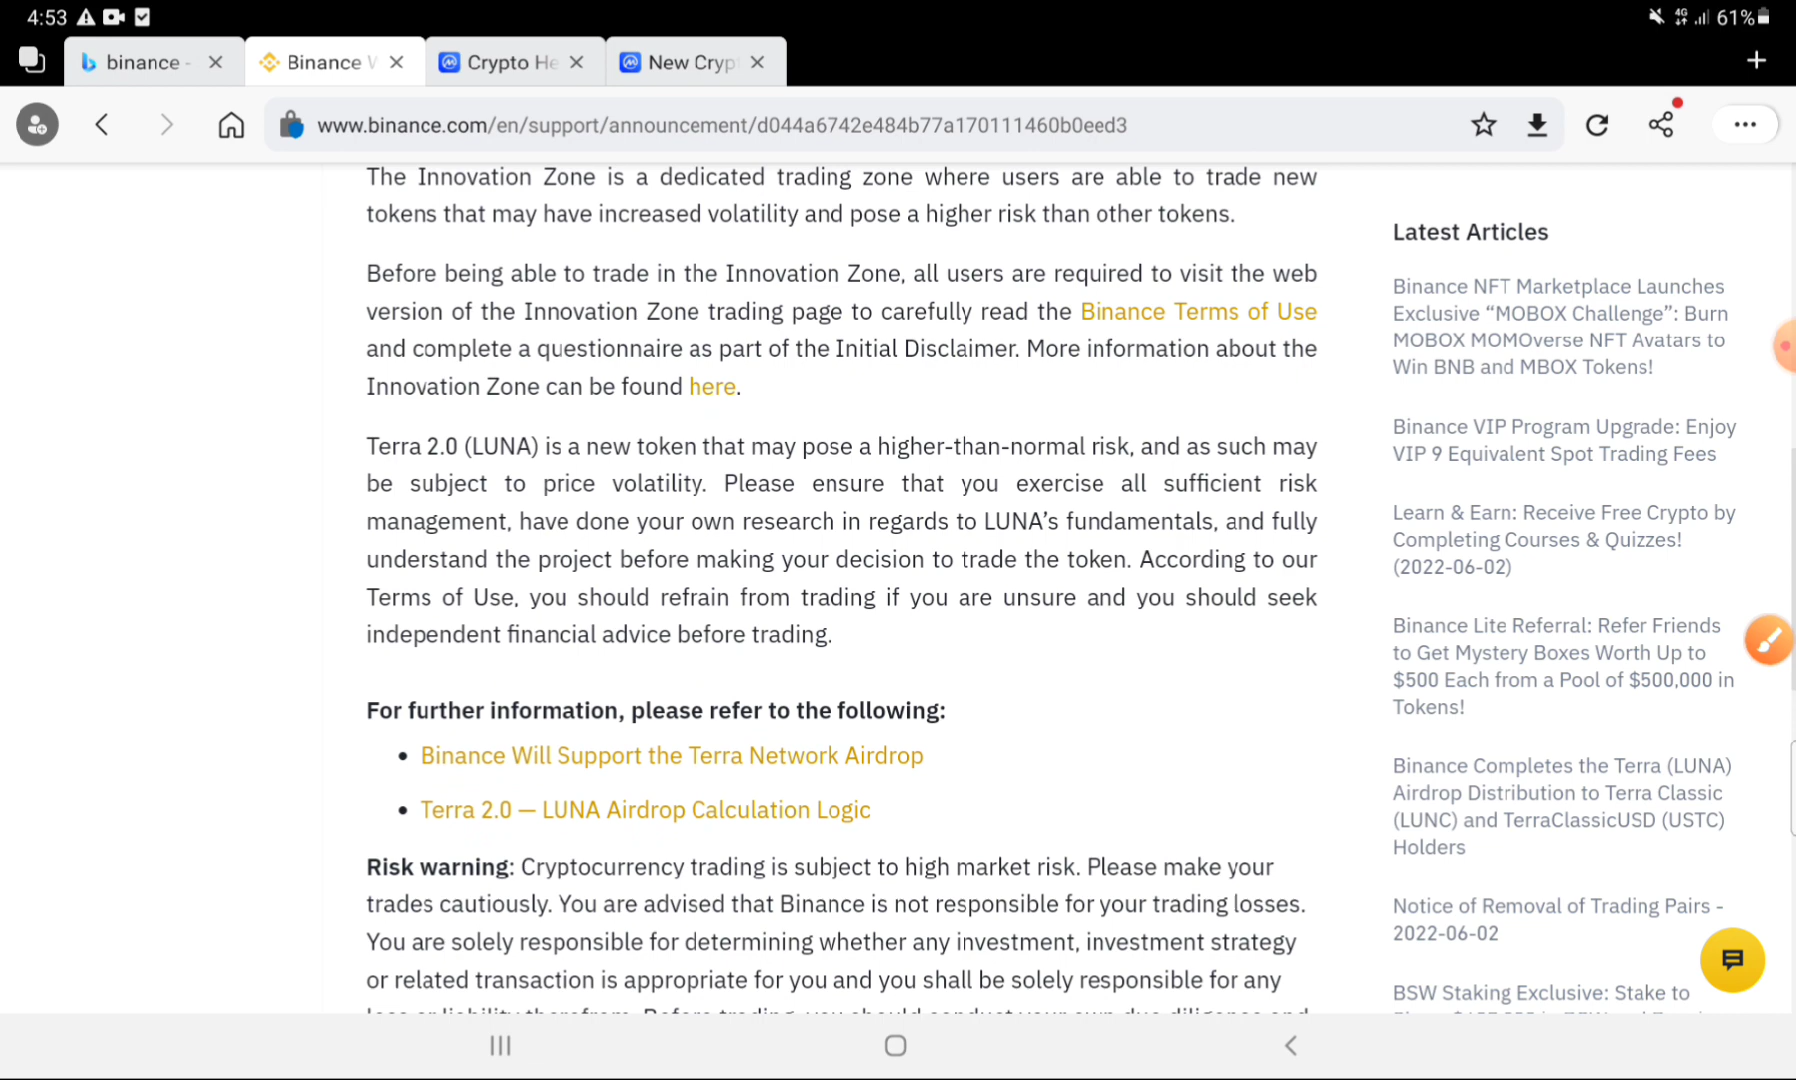 4:53
4G
61%
binance -
Binance W
Crypto He
New Cryp
www.binance.com/en/support/announcement/d044a6742e484b77a170111460b0eed3
The Innovation Zone is a dedicated trading zone where users are able to trade new
tokens that may have increased volatility and pose a higher risk than other tokens.
Before being able to trade in the Innovation Zone, all users are required to visit the web
version of the Innovation Zone trading page to carefully read the Binance Terms of Use
and complete a questionnaire as part of the Initial Disclaimer. More information about the
Innovation Zone can be found here.
Terra 2.0 (LUNA) is a new token that may pose a higher-than-normal risk, and as such may
be subject to price volatility. Please ensure that you exercise all sufficient risk
management, have done your own research in regards to LUNA’s fundamentals, and fully
understand the project before making your decision to trade the token. According to our
Terms of Use, you should refrain from trading if you are unsure and you should seek
independent financial advice before trading.
For further information, please refer to the following:
• Binance Will Support the Terra Network Airdrop
• Terra 2.0 — LUNA Airdrop Calculation Logic
Risk warning: Cryptocurrency trading is subject to high market risk. Please make your
trades cautiously. You are advised that Binance is not responsible for your trading losses.
You are solely responsible for determining whether any investment, investment strategy
or related transaction is appropriate for you and you shall be solely responsible for any
loss or liability therefrom. Before trading, you should conduct your own due diligence and
Latest Articles
Binance NFT Marketplace Launches
Exclusive “MOBOX Challenge”: Burn
MOBOX MOMOverse NFT Avatars to
Win BNB and MBOX Tokens!
Binance VIP Program Upgrade: Enjoy
VIP 9 Equivalent Spot Trading Fees
Learn & Earn: Receive Free Crypto by
Completing Courses & Quizzes!
(2022-06-02)
Binance Lite Referral: Refer Friends
to Get Mystery Boxes Worth Up to
$500 Each from a Pool of $500,000 in
Tokens!
Binance Completes the Terra (LUNA)
Airdrop Distribution to Terra Classic
(LUNC) and TerraClassicUSD (USTC)
Holders
Notice of Removal of Trading Pairs -
2022-06-02
BSW Staking Exclusive: Stake to